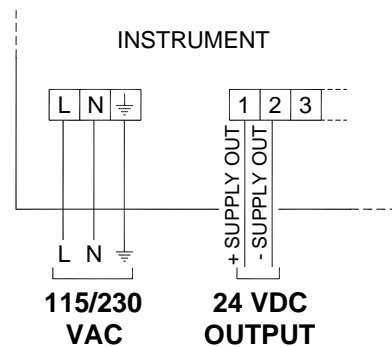 INSTRUMENT
L N
1 2 3
+ SUPPLY OUT
- SUPPLY OUT
L N
115/230
VAC
24 VDC
OUTPUT